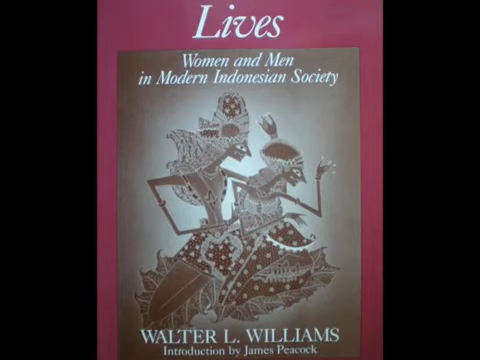 Lives
Women and Men
in Modern Indonesian Society
WALTER L. WILLIAMS
Introduction by James Peacock